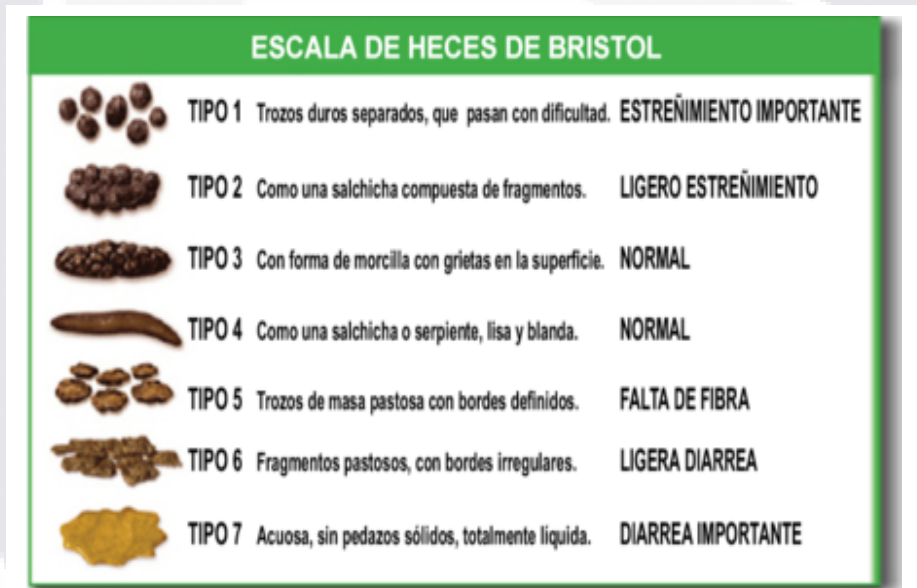 ESCALA DE HECES DE BRISTOL
TIPO 1 Trozos duros separados, que pasan con dificultad. ESTREÑIMIENTO IMPORTANTE
TIPO 2 Como una salchicha compuesta de fragmentos. LIGERO ESTREÑIMIENTO
TIPO 3 Con forma de morcilla con grietas en la superficie. NORMAL
TIPO 4 Como una salchicha o serpiente, lisa y blanda. NORMAL
TIPO 5 Trozos de masa pastosa con bordes definidos. FALTA DE FIBRA
TIPO 6 Fragmentos pastosos, con bordes irregulares. LIGERA DIARREA
TIPO 7 Acuosa, sin pedazos sólidos, totalmente líquida. DIARREA IMPORTANTE